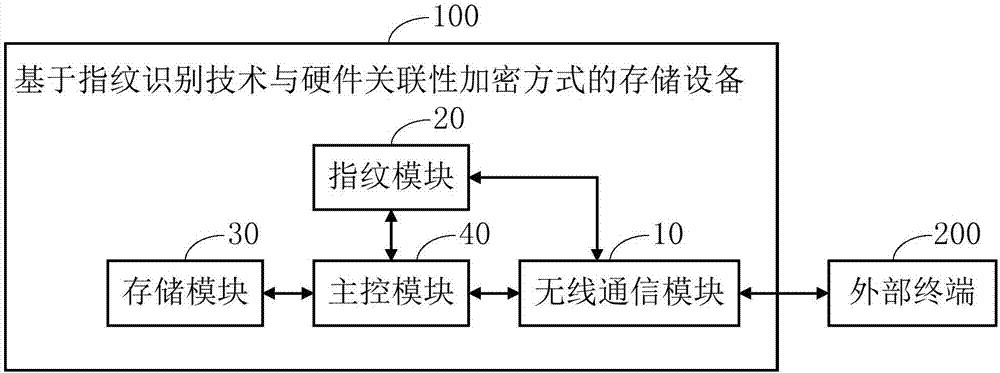 100
基于指纹识别技术与硬件关联性加密方式的存储设备
20
指纹模块
30
40
10
200
存储模块
主控模块
无线通信模块
外部终端